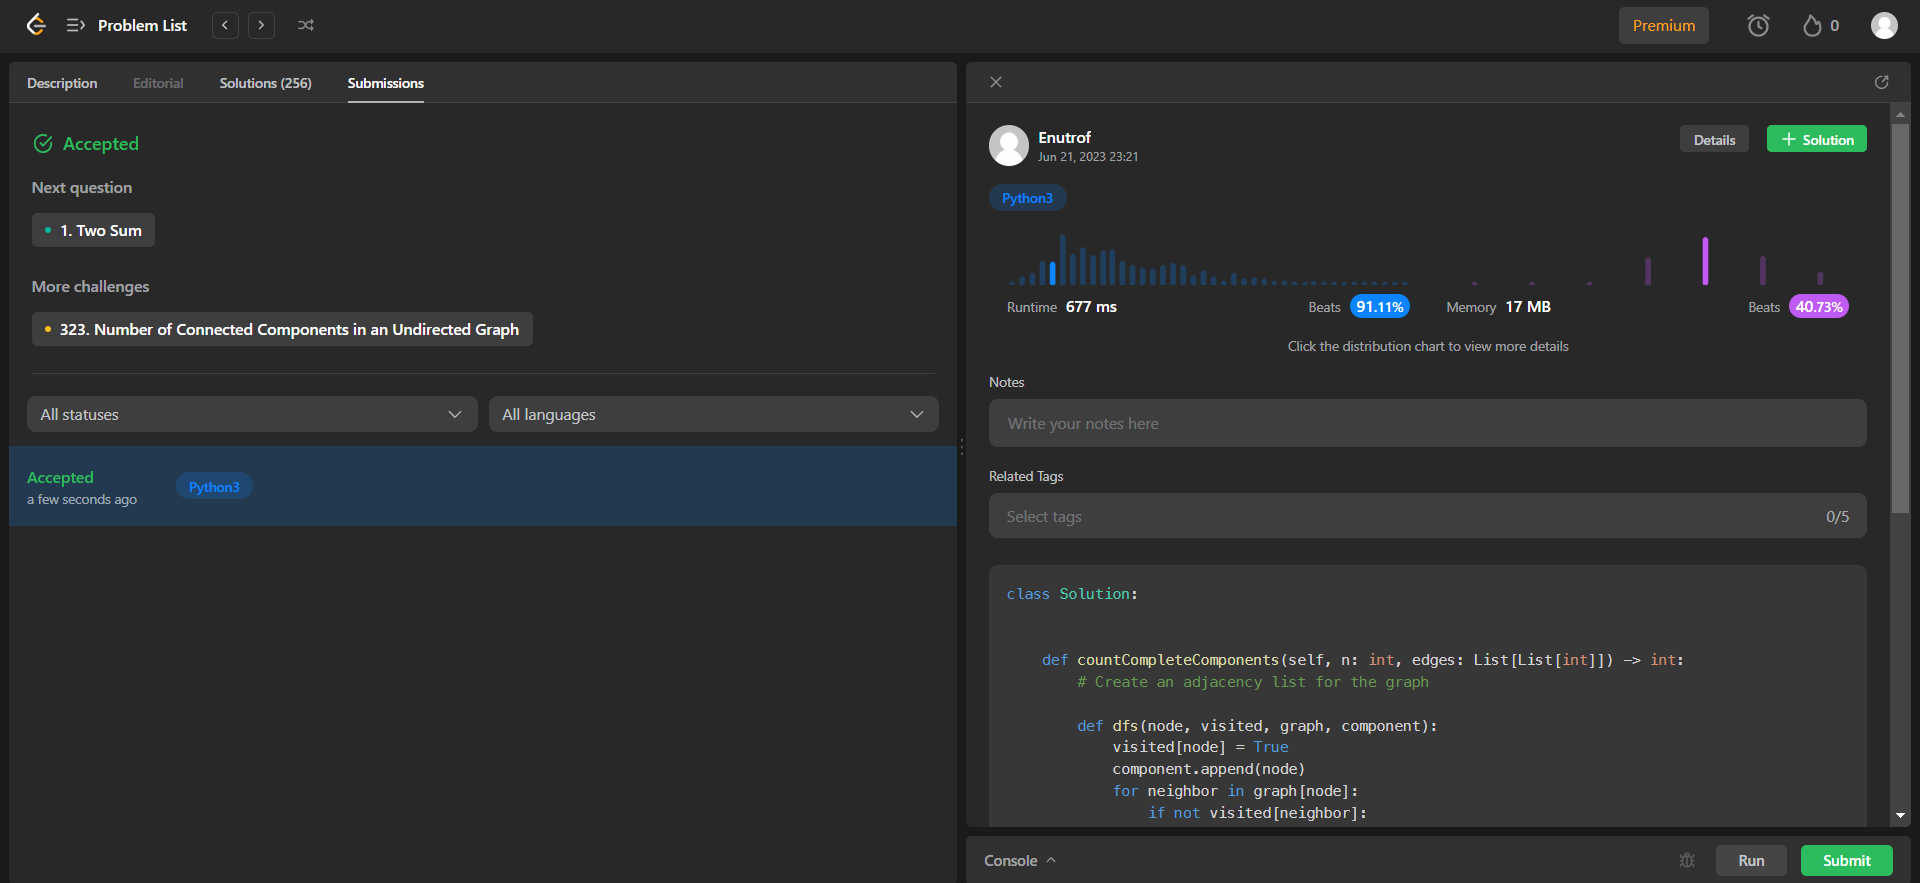 Problem List
Premium
0
Description
Editorial
Solutions (256)
Submissions
Accepted
Next question
1. Two Sum
More challenges
323. Number of Connected Components in an Undirected Graph
All statuses
All languages
Accepted
a few seconds ago
Python3
Enutrof
Jun 21, 2023 23:21
Details
+ Solution
Python3
Runtime 677 ms
Beats 91.11%
Memory 17 MB
Beats 40.73%
Click the distribution chart to view more details
Notes
Write your notes here
Related Tags
Select tags
0/5
class Solution:
    def countCompleteComponents(self, n: int, edges: List[List[int]]) -> int:
        # Create an adjacency list for the graph
        def dfs(node, visited, graph, component):
            visited[node] = True
            component.append(node)
            for neighbor in graph[node]:
                if not visited[neighbor]:
Console
Run
Submit